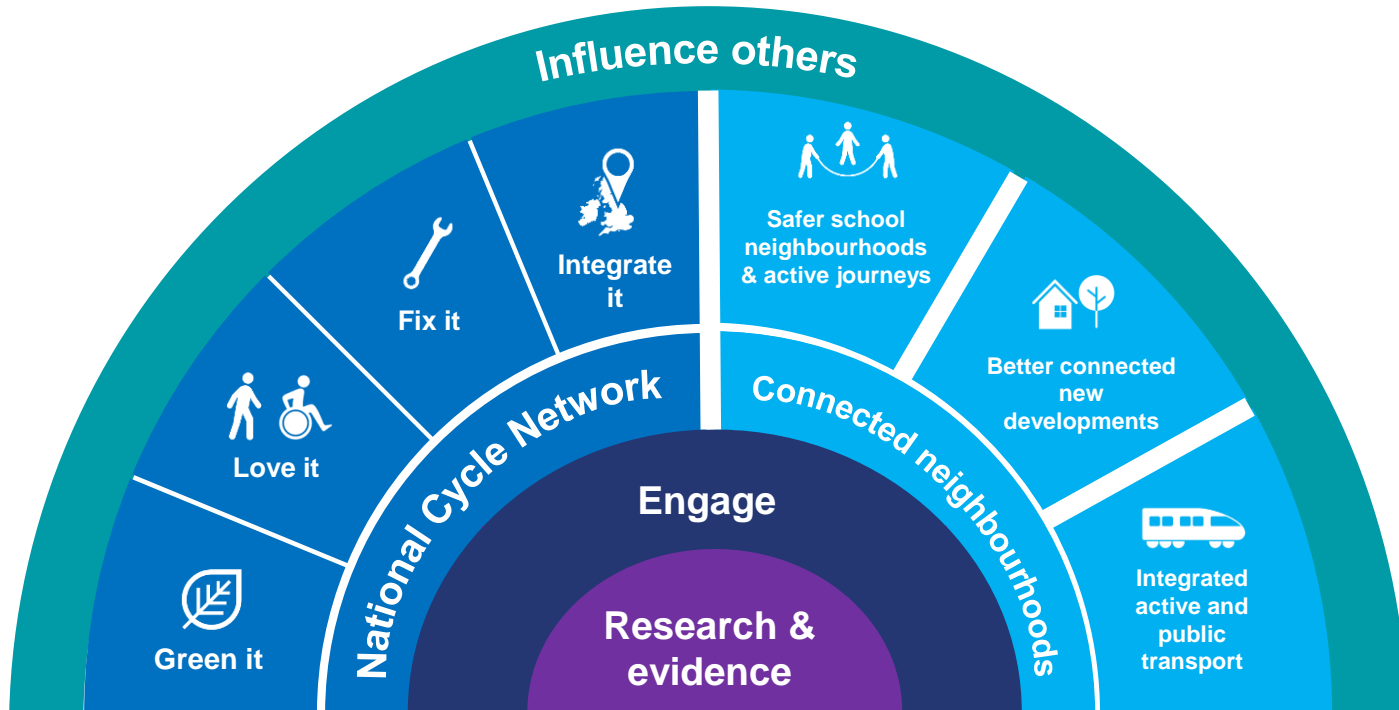 Influence others
Green it
Love it
Fix it
Integrate
it
National Cycle Network
Safer school
neighbourhoods
& active journeys
Better connected
new
developments
Integrated
active and
public
transport
Connected neighbourhoods
Engage
Research &
evidence